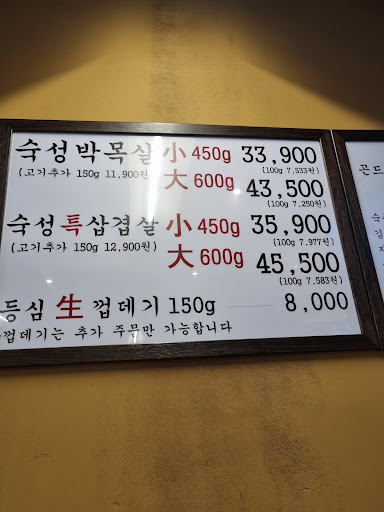 숙성박목살 小 450g 33,900
(고기추가 150g 11,900원) (100g 7.533원)
大 600g 43,500
(100g 7.250원)
숙성특삼겹살 小 450g 35,900
(고기추가 150g 12,900원) (100g 7.977원)
大 600g 45,500
(100g 7.583원)
등심 生 껍데기 150g 8,000
껍데기는 추가 주문만 가능합니다
곤드